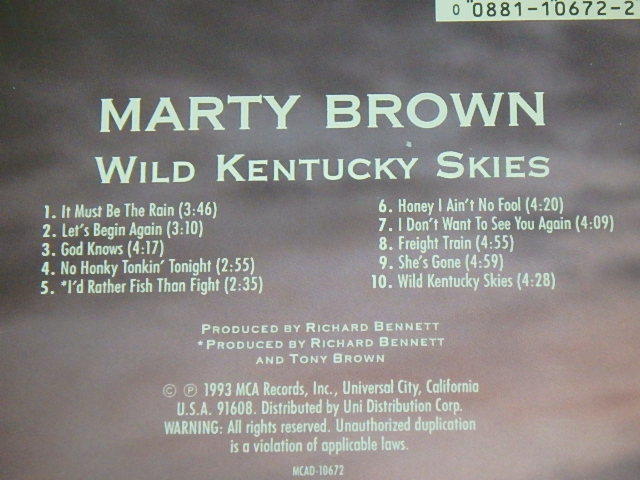 0 0881-10672-2
MARTY BROWN
WILD KENTUCKY SKIES
1. It Must Be The Rain (3:46)
2. Let's Begin Again (3:10)
3. God Knows (4:17)
4. No Honky Tonkin' Tonight (2:55)
5. *I'd Rather Fish Than Fight (2:35)
6. Honey I Ain't No Fool (4:20)
7. I Don't Want To See You Again (4:09)
8. Freight Train (4:55)
9. She's Gone (4:59)
10. Wild Kentucky Skies (4:28)
PRODUCED BY RICHARD BENNETT
*PRODUCED BY RICHARD BENNETT
AND TONY BROWN
© ℗ 1993 MCA Records, Inc., Universal City, California
U.S.A. 91608. Distributed by Uni Distribution Corp.
WARNING: All rights reserved. Unauthorized duplication
is a violation of applicable laws.
MCAD-10672